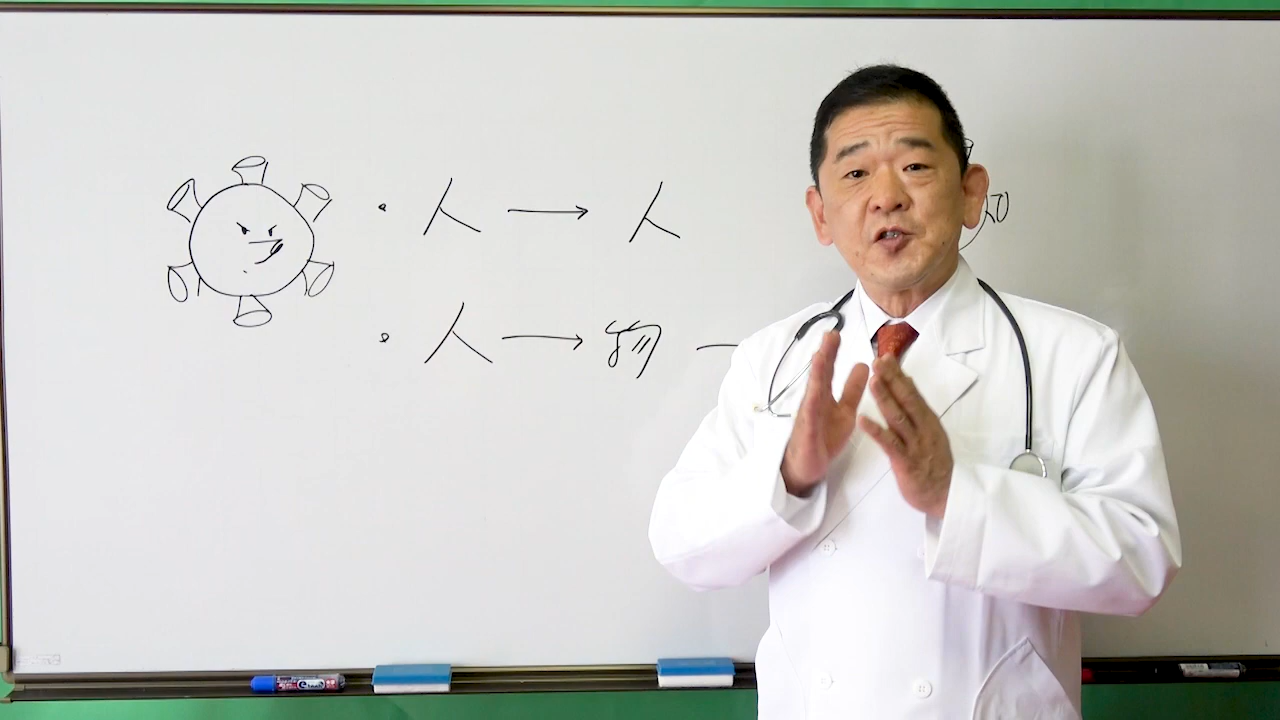 ・人 → 人
・人 → 物 —